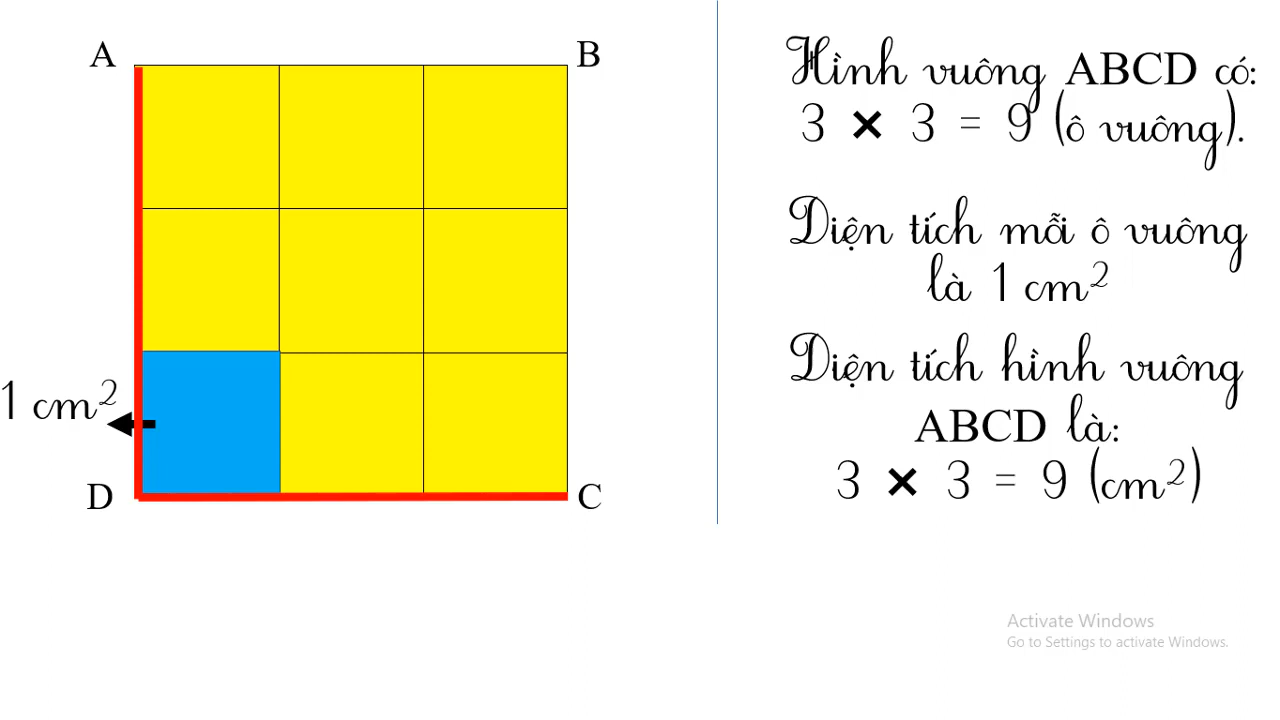 A
B
1 cm²
D
C
Hình vuông ABCD có:
3 × 3 = 9 (ô vuông).
Diện tích mỗi ô vuông
là 1 cm²
Diện tích hình vuông
ABCD là:
3 × 3 = 9 (cm²)
Activate Windows
Go to Settings to activate Windows.